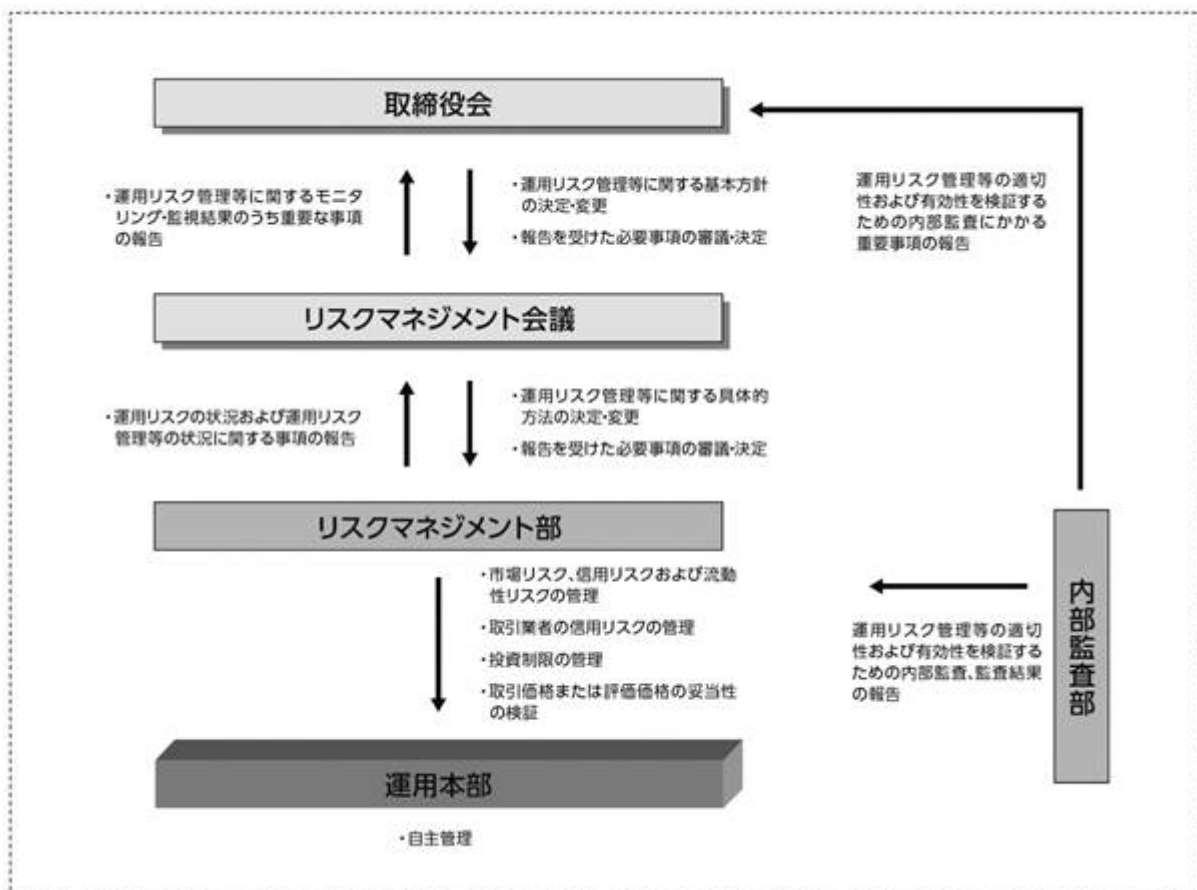 取締役会
・運用リスク管理等に関するモニタ
リング・監視結果のうち重要な事項
の報告
・運用リスク管理等に関する基本方針
の決定・変更
・報告を受けた必要事項の審議・決定
運用リスク管理等の適切
性および有効性を検証する
ための内部監査にかかる
重要事項の報告
リスクマネジメント会議
・運用リスクの状況および運用リスク
管理等の状況に関する事項の報告
・運用リスク管理等に関する具体的
方法の決定・変更
・報告を受けた必要事項の審議・決定
リスクマネジメント部
・市場リスク、信用リスクおよび流動
性リスクの管理
・取引業者の信用リスクの管理
・投資制限の管理
・取引価格または評価価格の妥当性
の検証
運用リスク管理等の適切
性および有効性を検証する
ための内部監査、監査結果
の報告
内部監査部
運用本部
・自主管理